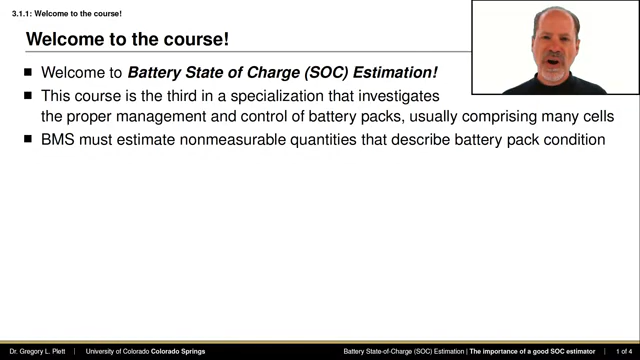 3.1.1: Welcome to the course!
Welcome to the course!
Welcome to Battery State of Charge (SOC) Estimation!
This course is the third in a specialization that investigates
the proper management and control of battery packs, usually comprising many cells
BMS must estimate nonmeasurable quantities that describe battery pack condition
Dr. Gregory L. Plett | University of Colorado Colorado Springs
Battery State-of-Charge (SOC) Estimation | The importance of a good SOC estimator | 1 of 4